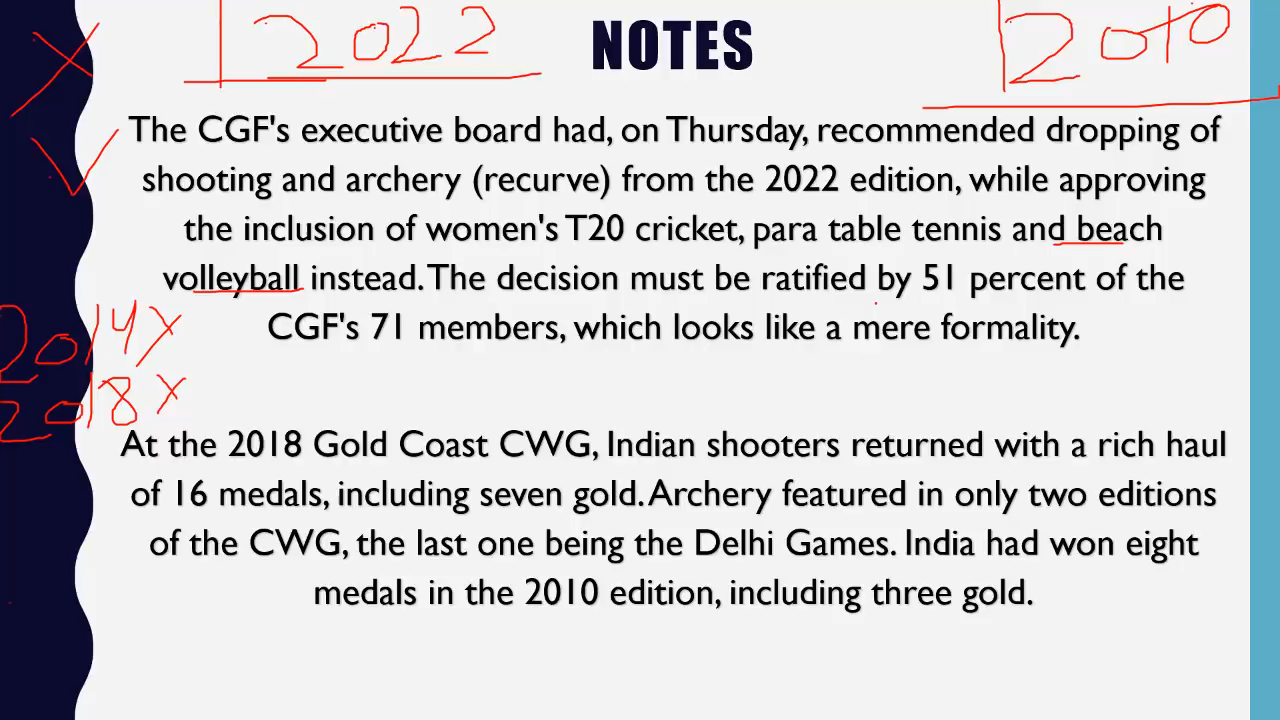 2022
NOTES
2010
The CGF's executive board had, on Thursday, recommended dropping of
shooting and archery (recurve) from the 2022 edition, while approving
the inclusion of women's T20 cricket, para table tennis and beach
volleyball instead. The decision must be ratified by 51 percent of the
CGF's 71 members, which looks like a mere formality.
2014 X
2018 X
At the 2018 Gold Coast CWG, Indian shooters returned with a rich haul
of 16 medals, including seven gold. Archery featured in only two editions
of the CWG, the last one being the Delhi Games. India had won eight
medals in the 2010 edition, including three gold.